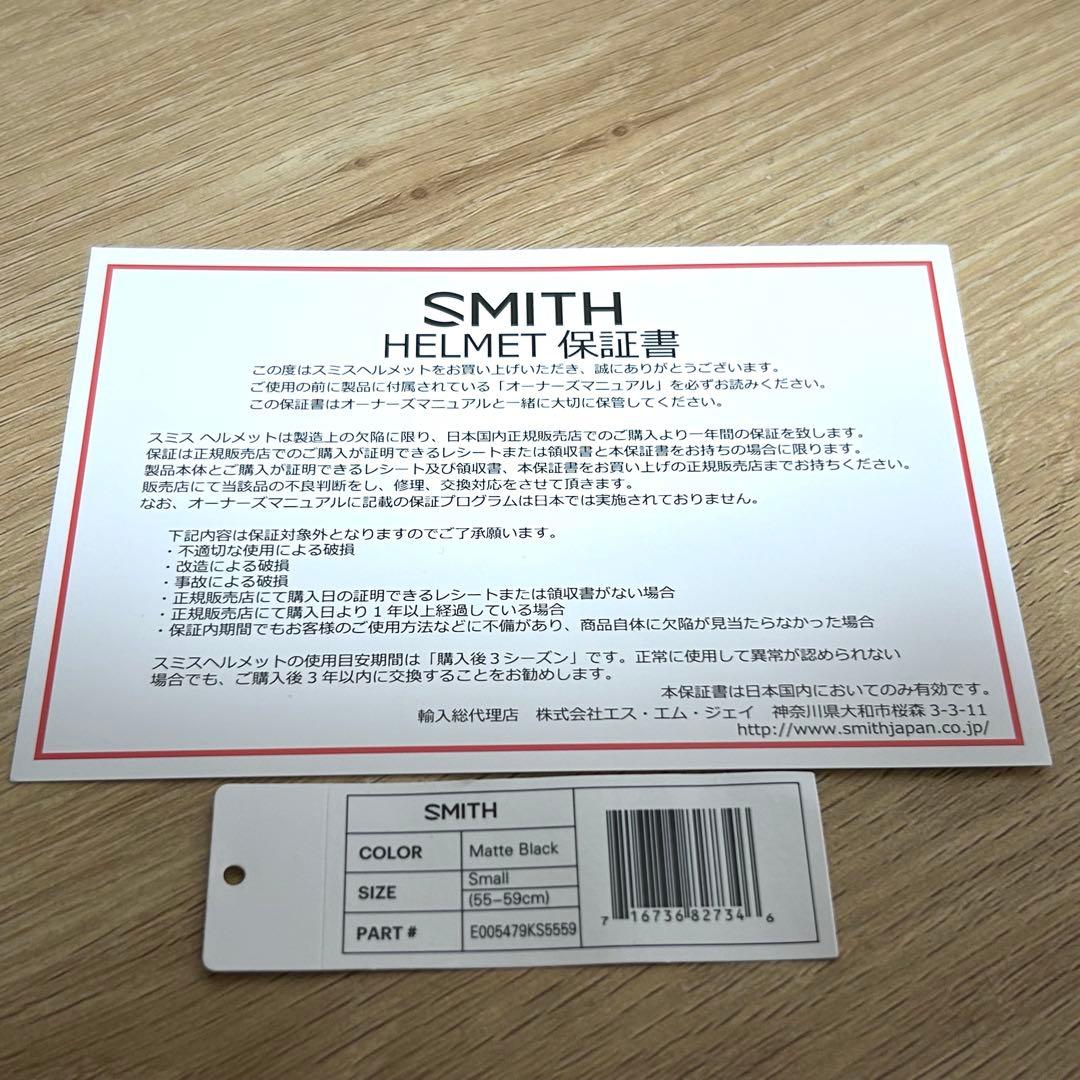 SMITH
HELMET 保証書
この度はスミスヘルメットをお買い上げいただき、誠にありがとうございます。
ご使用の前に製品に付属されている「オーナーズマニュアル」を必ずお読みください。
この保証書はオーナーズマニュアルと一緒に大切に保管してください。
スミス ヘルメットは製造上の欠陥に限り、日本国内正規販売店でのご購入より一年間の保証を致します。
保証は正規販売店でのご購入が証明できるレシートまたは領収書と本保証書をお持ちの場合に限ります。
製品本体とご購入が証明できるレシート及び領収書、本保証書をお買い上げの正規販売店までお持ちください。
販売店にて当該品の不良判断をし、修理、交換対応をさせて頂きます。
なお、オーナーズマニュアルに記載の保証プログラムは日本では実施されておりません。
下記内容は保証対象外となりますのでご了承願います。
・不適切な使用による破損
・改造による破損
・事故による破損
・正規販売店にて購入日の証明できるレシートまたは領収書がない場合
・正規販売店にて購入日より1年以上経過している場合
・保証内期間でもお客様のご使用方法などに不備があり、商品自体に欠陥が見当たらなかった場合
スミスヘルメットの使用目安期間は「購入後3シーズン」です。正常に使用して異常が認められない
場合でも、ご購入後3年以内に交換することをお勧めします。
本保証書は日本国内においてのみ有効です。
輸入総代理店 株式会社エス・エム・ジェイ 神奈川県大和市桜森3-3-11
http://www.smithjapan.co.jp/
SMITH
COLOR Matte Black
SIZE Small
(55–59cm)
PART # E005479KS5559
7 16736 82734 6